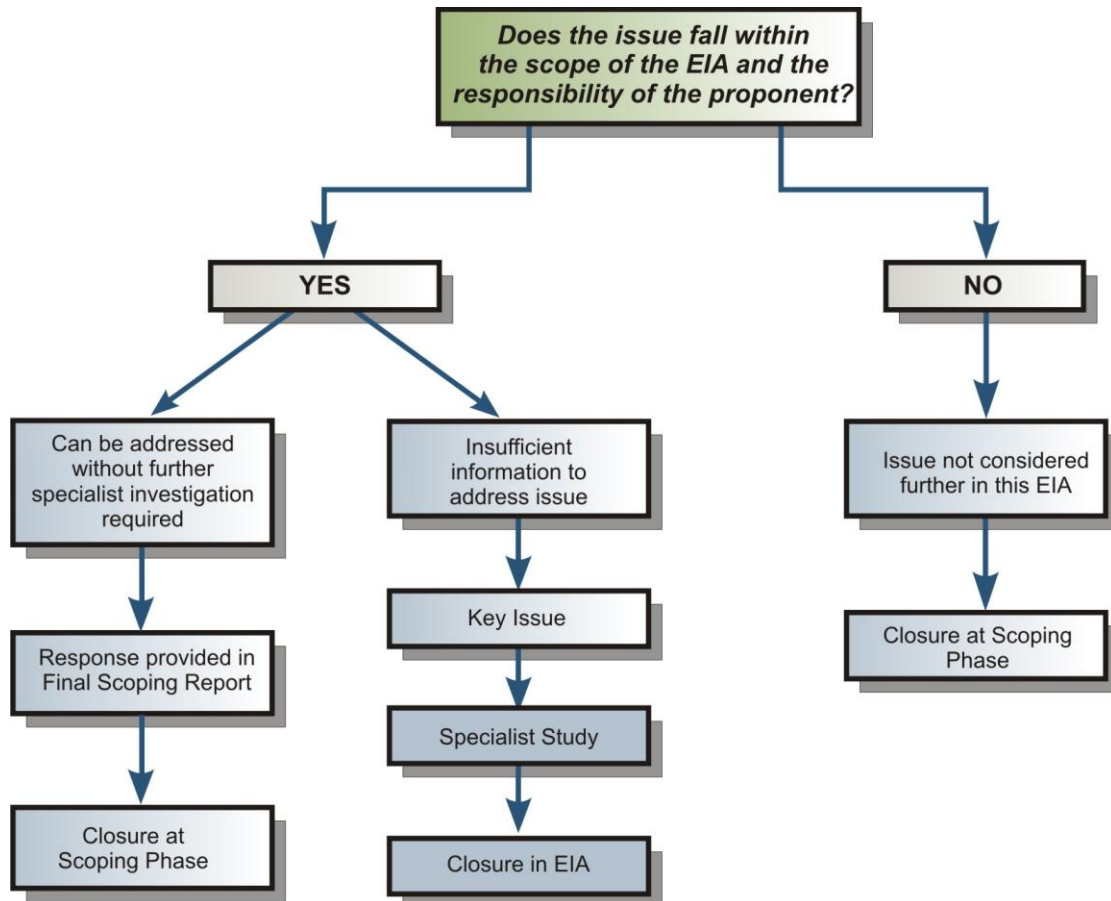 Does the issue fall within
the scope of the EIA and the
responsibility of the proponent?
YES
NO
Can be addressed
without further
specialist investigation
required
Insufficient
information to
address issue
Issue not considered
further in this EIA
Key Issue
Closure at Scoping
Phase
Response provided in
Final Scoping Report
Specialist Study
Closure at
Scoping Phase
Closure in EIA